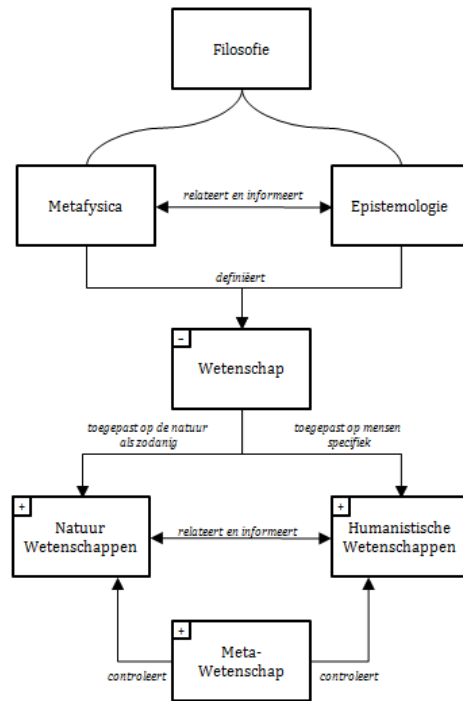 Filosofie
Metafysica
relateert en informeert
Epistemologie
definiëert
−
Wetenschap
toegepast op de natuur
als zodanig
toegepast op mensen
specifiek
+
Natuur
Wetenschappen
relateert en informeert
+
Humanistische
Wetenschappen
+
Meta-
Wetenschap
controleert
controleert